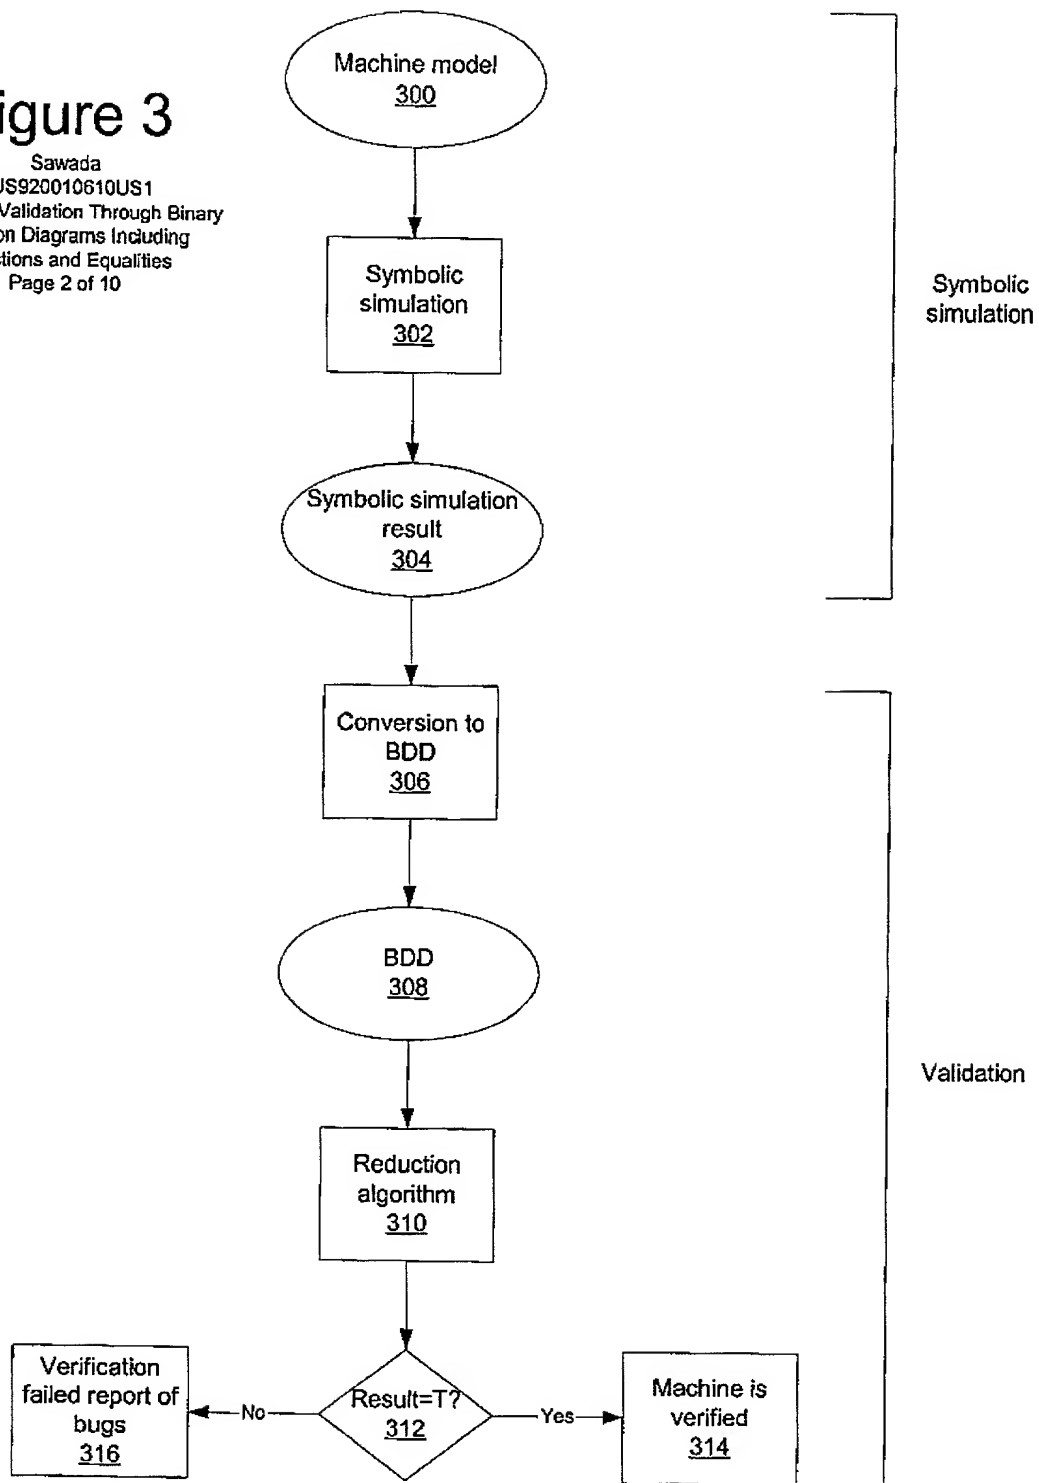 igure 3
Sawada
US920010610US1
Validation Through Binary
on Diagrams Including
tions and Equalities
Page 2 of 10
Machine model
300
Symbolic
simulation
302
Symbolic simulation
result
304
Symbolic
simulation
Conversion to
BDD
306
BDD
308
Reduction
algorithm
310
Validation
Verification
failed report of
bugs
316
No
Result=T?
312
Yes
Machine is
verified
314